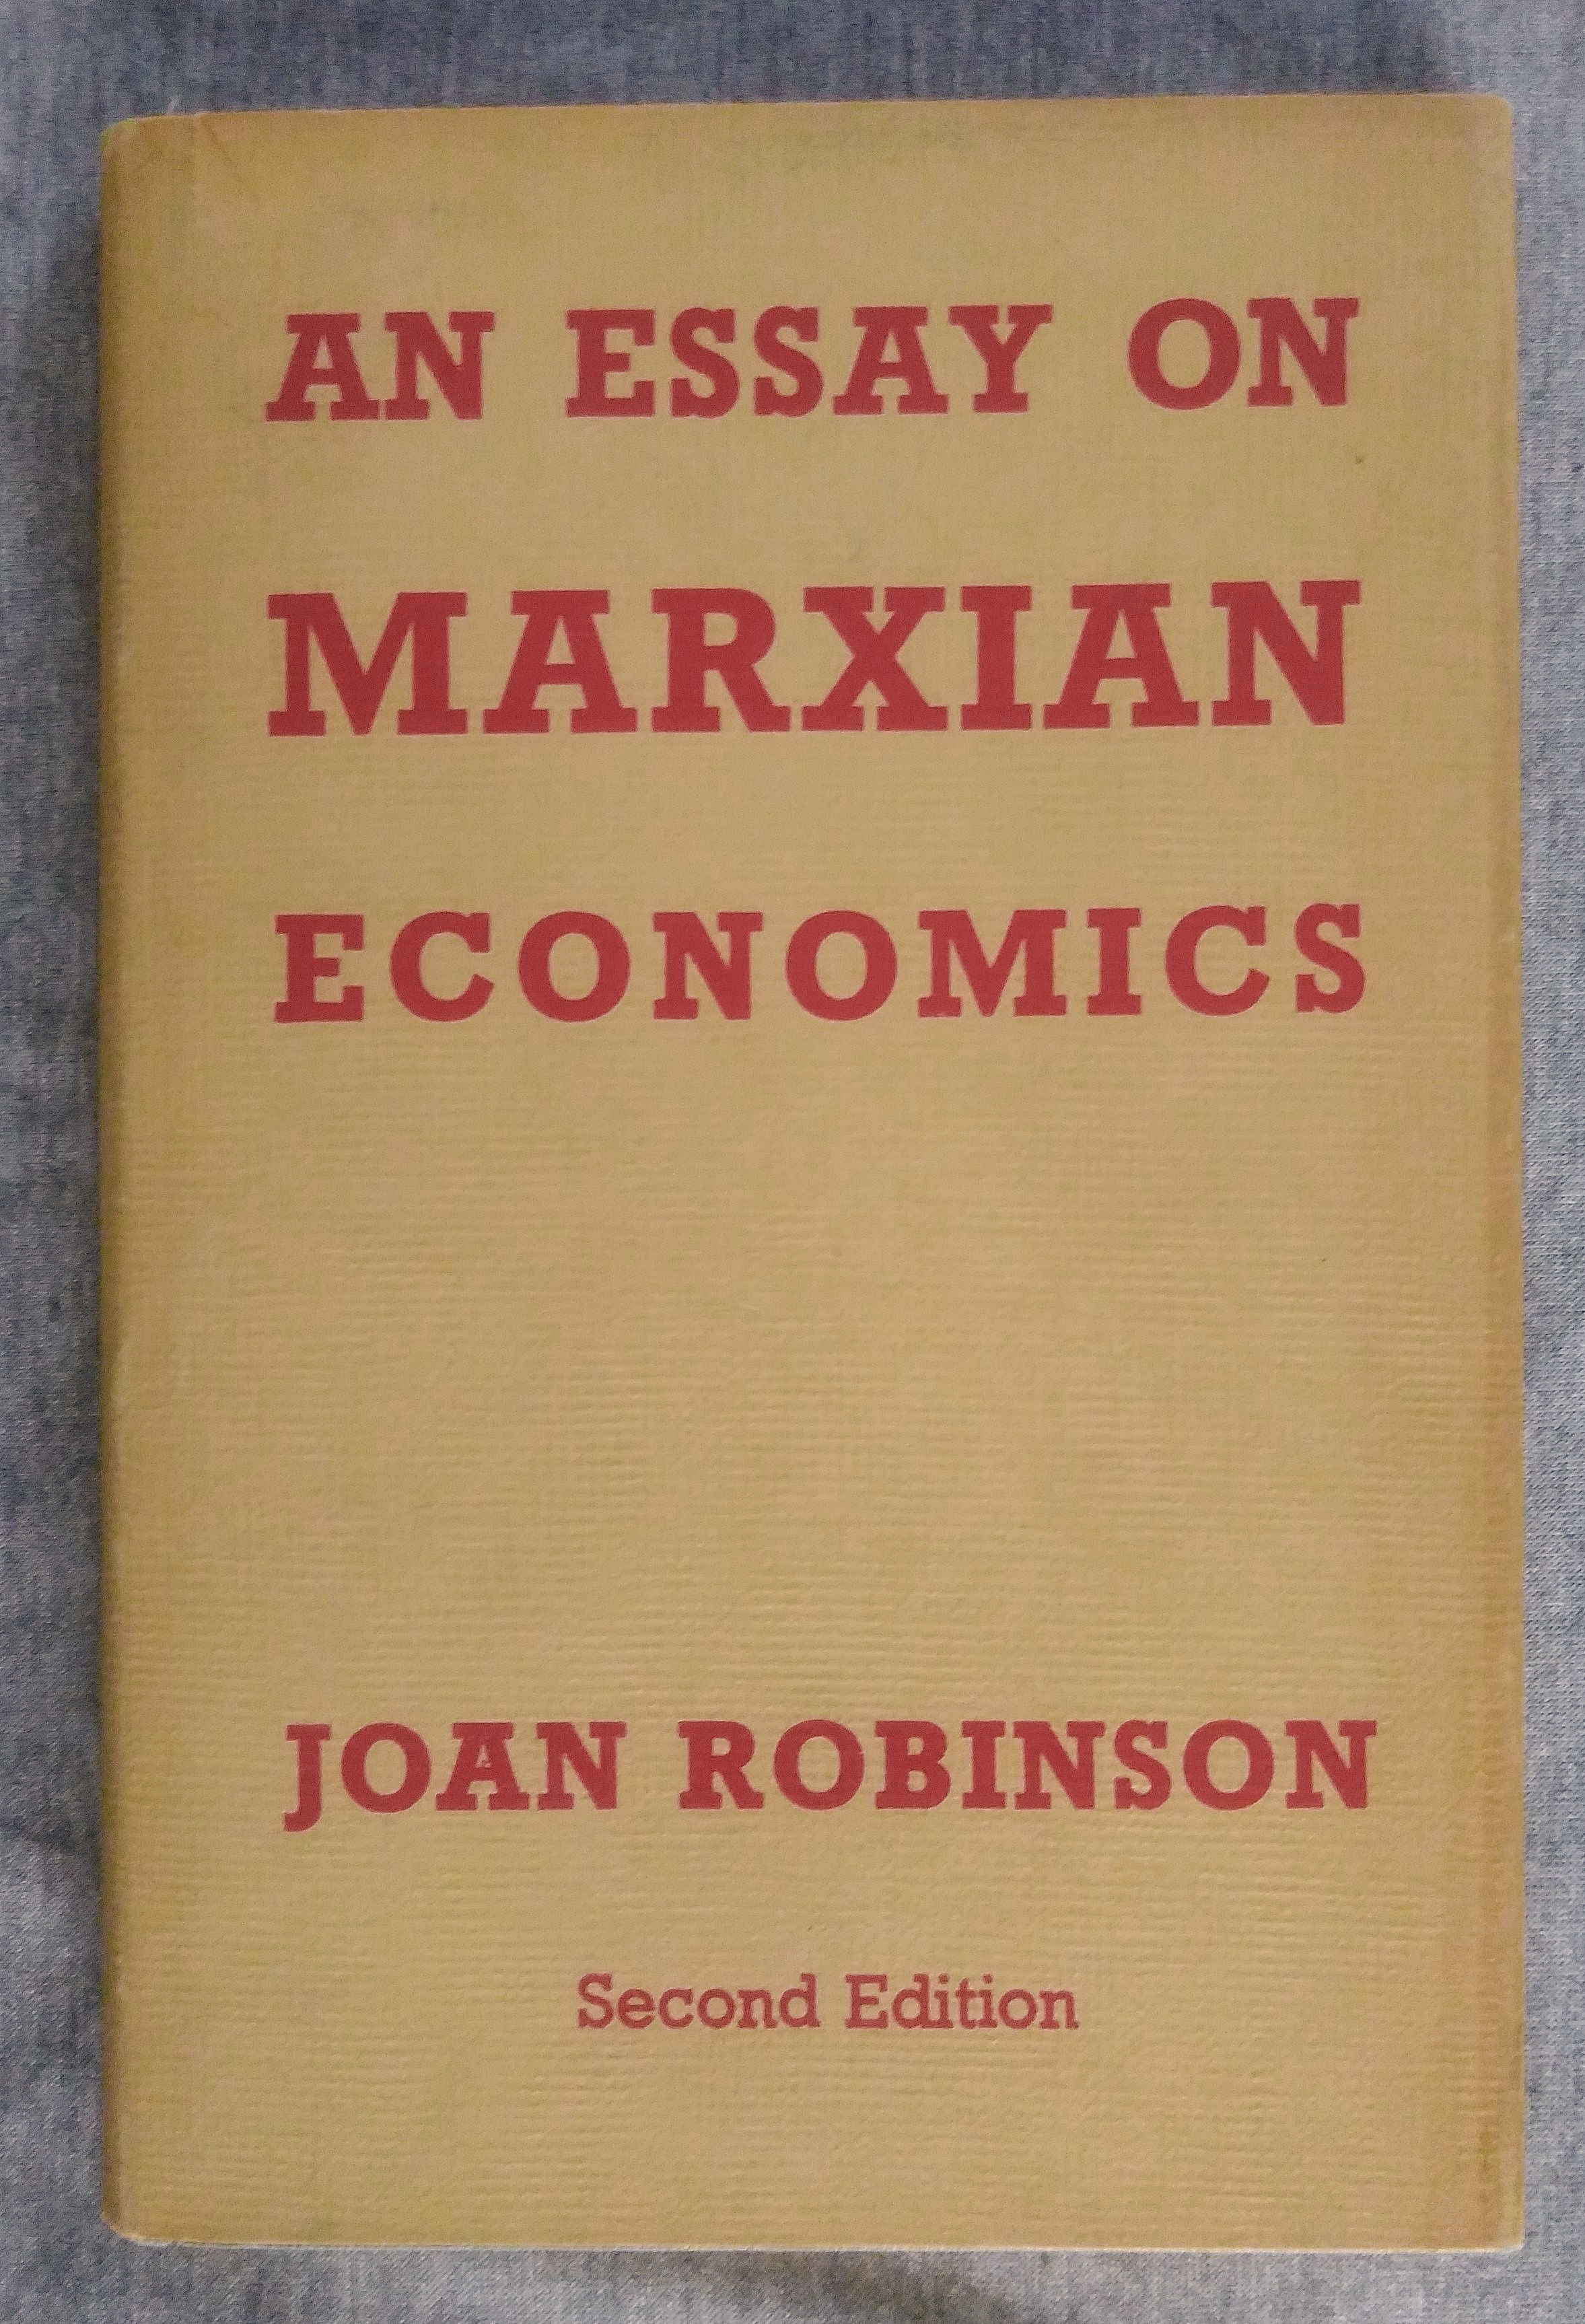 AN ESSAY ON
MARXIAN
ECONOMICS
JOAN ROBINSON
Second Edition